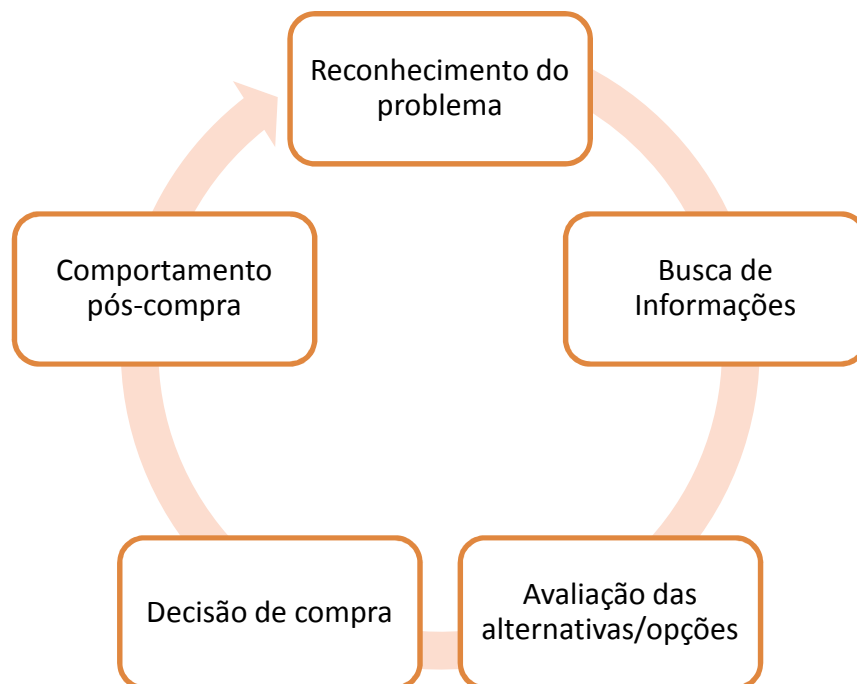 Reconhecimento do
problema
Busca de
Informações
Avaliação das
alternativas/opções
Decisão de compra
Comportamento
pós-compra